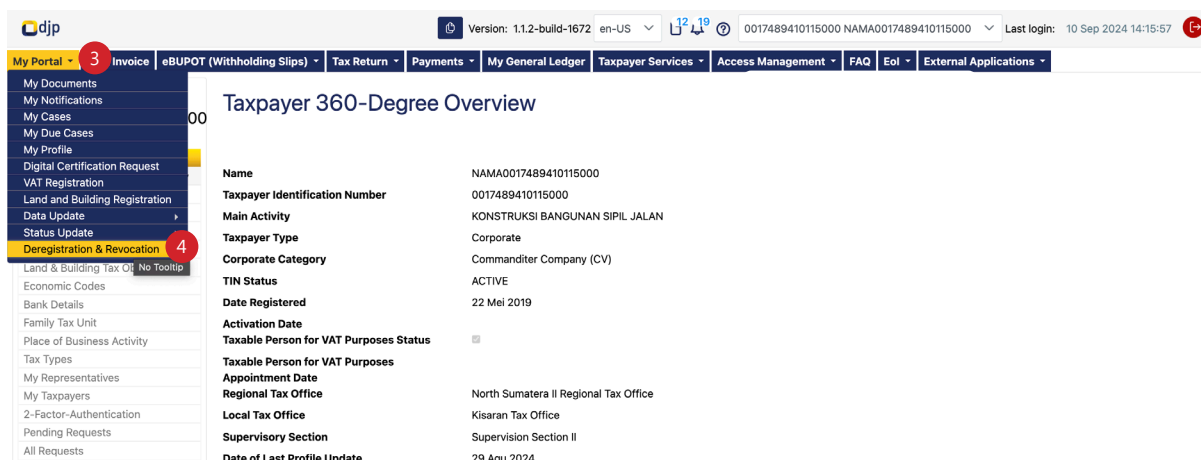 djp
Version: 1.1.2-build-1672 en-US 12 19 0017489410115000 NAMA0017489410115000 Last login: 10 Sep 2024 14:15:57
My Portal 3 Invoice eBUPOT (Withholding Slips) Tax Return Payments My General Ledger Taxpayer Services Access Management FAQ EoI External Applications
My Documents
My Notifications
My Cases
My Due Cases
My Profile
Digital Certification Request
VAT Registration
Land and Building Registration
Data Update
Status Update
Deregistration & Revocation 4
No Tooltip
Land & Building Tax
Economic Codes
Bank Details
Family Tax Unit
Place of Business Activity
Tax Types
My Representatives
My Taxpayers
2-Factor-Authentication
Pending Requests
All Requests
00
Taxpayer 360-Degree Overview
Name NAMA0017489410115000
Taxpayer Identification Number 0017489410115000
Main Activity KONSTRUKSI BANGUNAN SIPIL JALAN
Taxpayer Type Corporate
Corporate Category Commanditer Company (CV)
TIN Status ACTIVE
Date Registered 22 Mei 2019
Activation Date
Taxable Person for VAT Purposes Status
Taxable Person for VAT Purposes
Appointment Date
Regional Tax Office North Sumatera II Regional Tax Office
Local Tax Office Kisaran Tax Office
Supervisory Section Supervision Section II
Date of Last Profile Update 29 Agu 2024